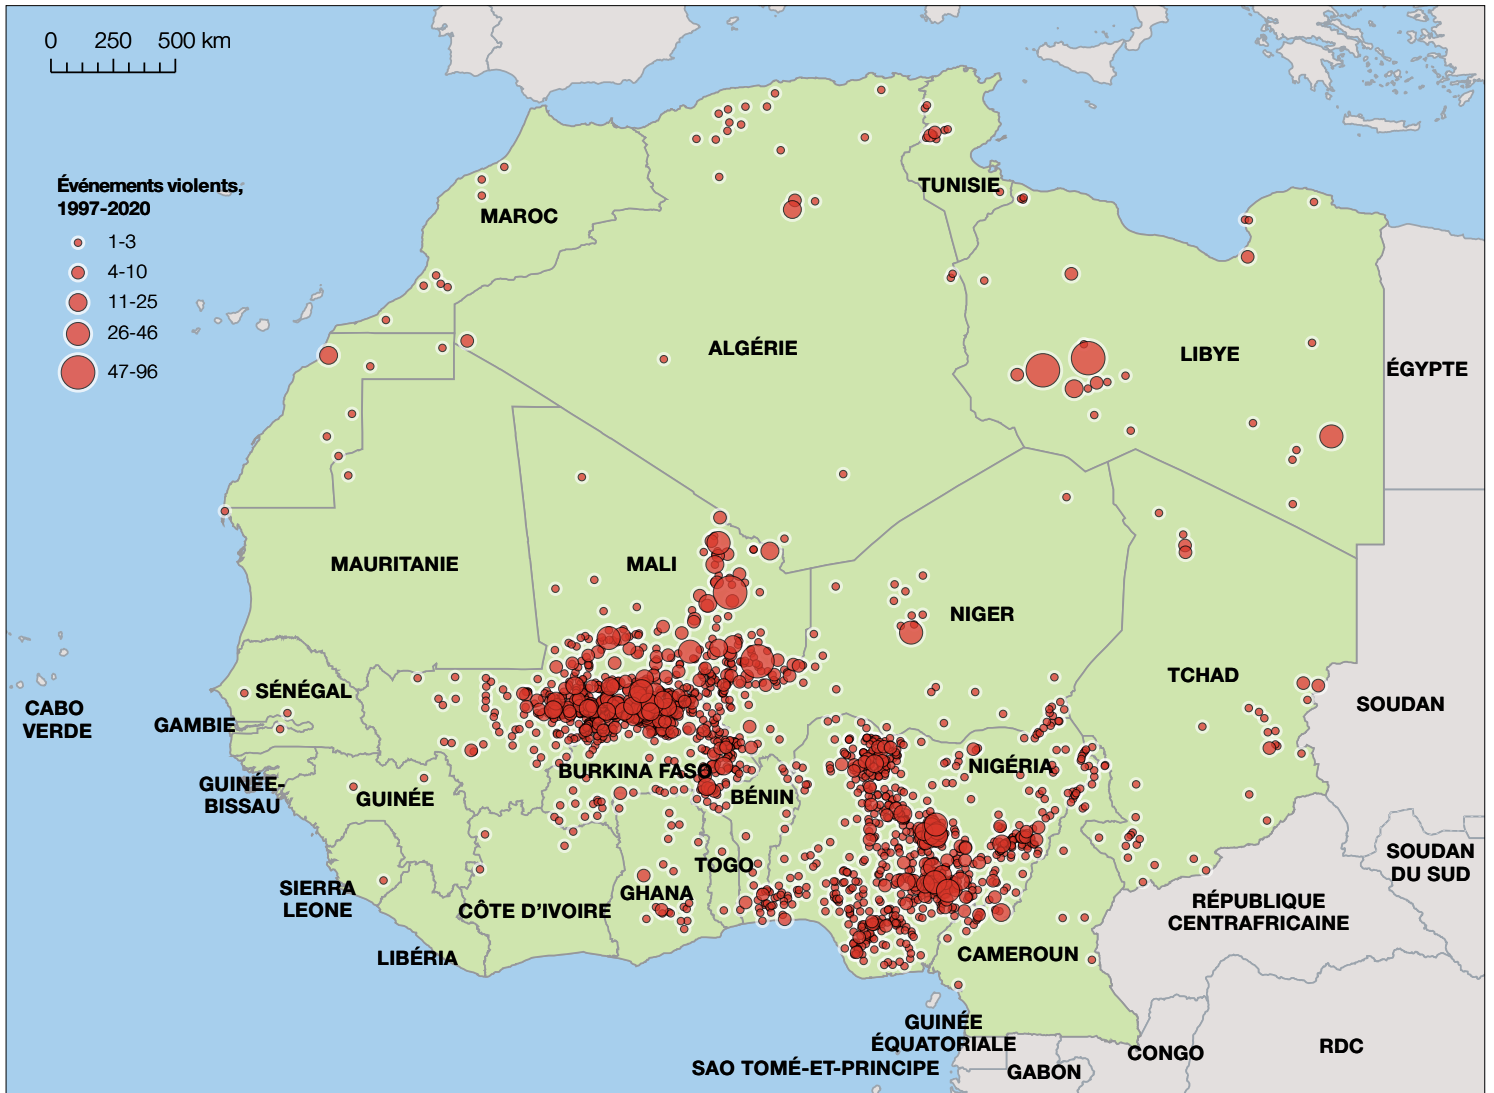 0 250 500 km
Événements violents,
1997-2020
1-3
4-10
11-25
26-46
47-96
TUNISIE
MAROC
ALGÉRIE
LIBYE
ÉGYPTE
MAURITANIE
MALI
NIGER
TCHAD
SOUDAN
CABO
VERDE
SÉNÉGAL
GAMBIE
GUINÉE-
BISSAU
GUINÉE
BURKINA FASO
BÉNIN
NIGÉRIA
SIERRA
LEONE
LIBÉRIA
CÔTE D’IVOIRE
GHANA
TOGO
CAMEROUN
RÉPUBLIQUE
CENTRAFRICAINE
SOUDAN
DU SUD
GUINÉE
ÉQUATORIALE
SAO TOMÉ-ET-PRINCIPE
GABON
CONGO
RDC